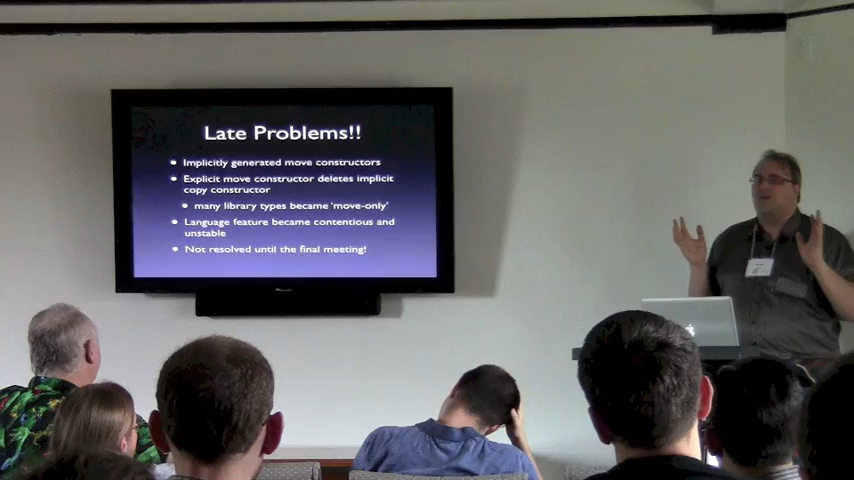 Late Problems!!
Implicitly generated move constructors
Explicit move constructor deletes implicit
copy constructor
many library types became 'move-only'
Language feature became contentious and
unstable
Not resolved until the final meeting!